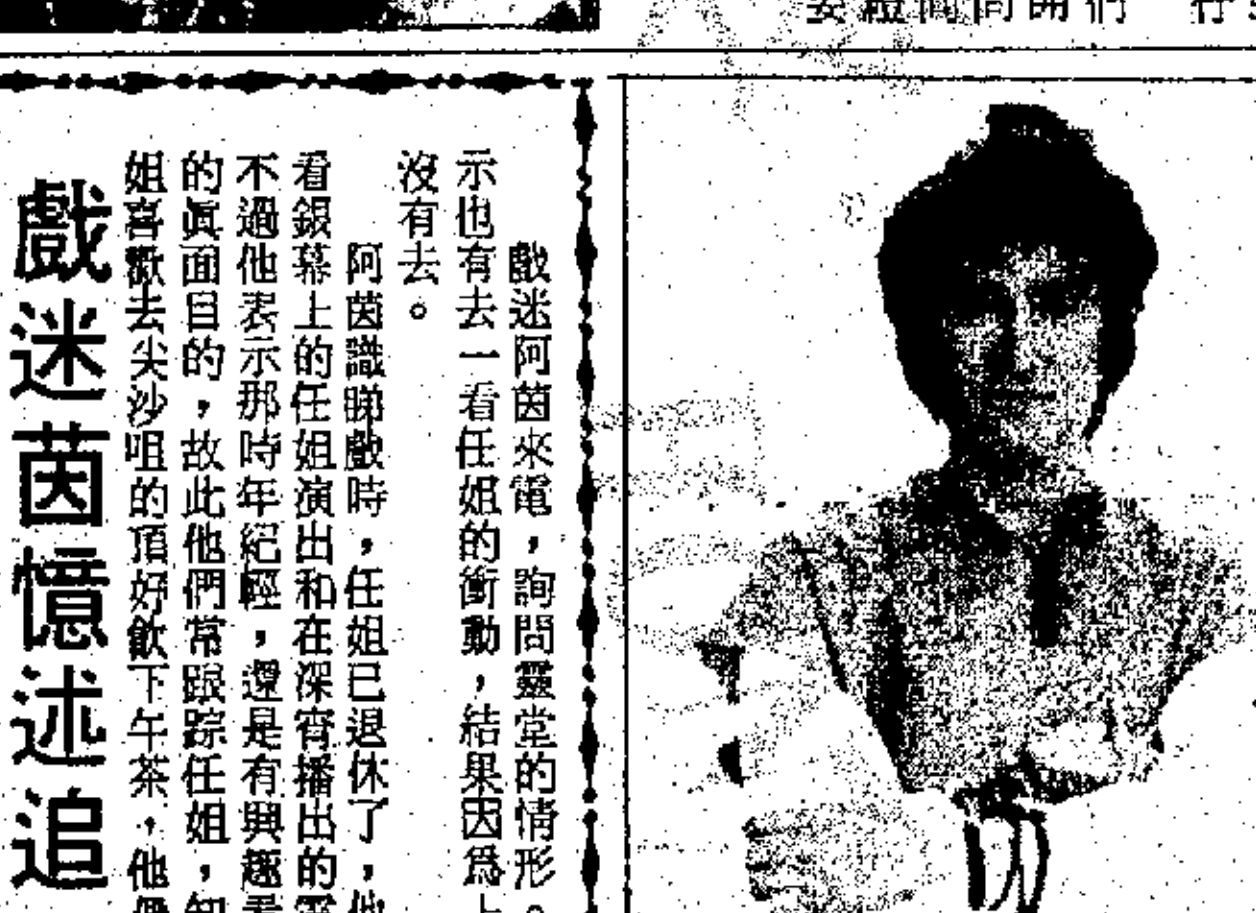 戲迷阿茵來電，詢問靈堂的情形。
示也有去一看任姐的衝動，結果因爲上
沒有去。
阿茵識睇戲時，任姐已退休了，他
看銀幕上的任姐演出和在深宵播出的電
不過他表示那時年紀輕，還是有興趣看
的眞面目的，故此他們常跟踪任姐，知
姐喜歡去尖沙咀的頂好飲下午茶，他們
戲迷茵憶述追